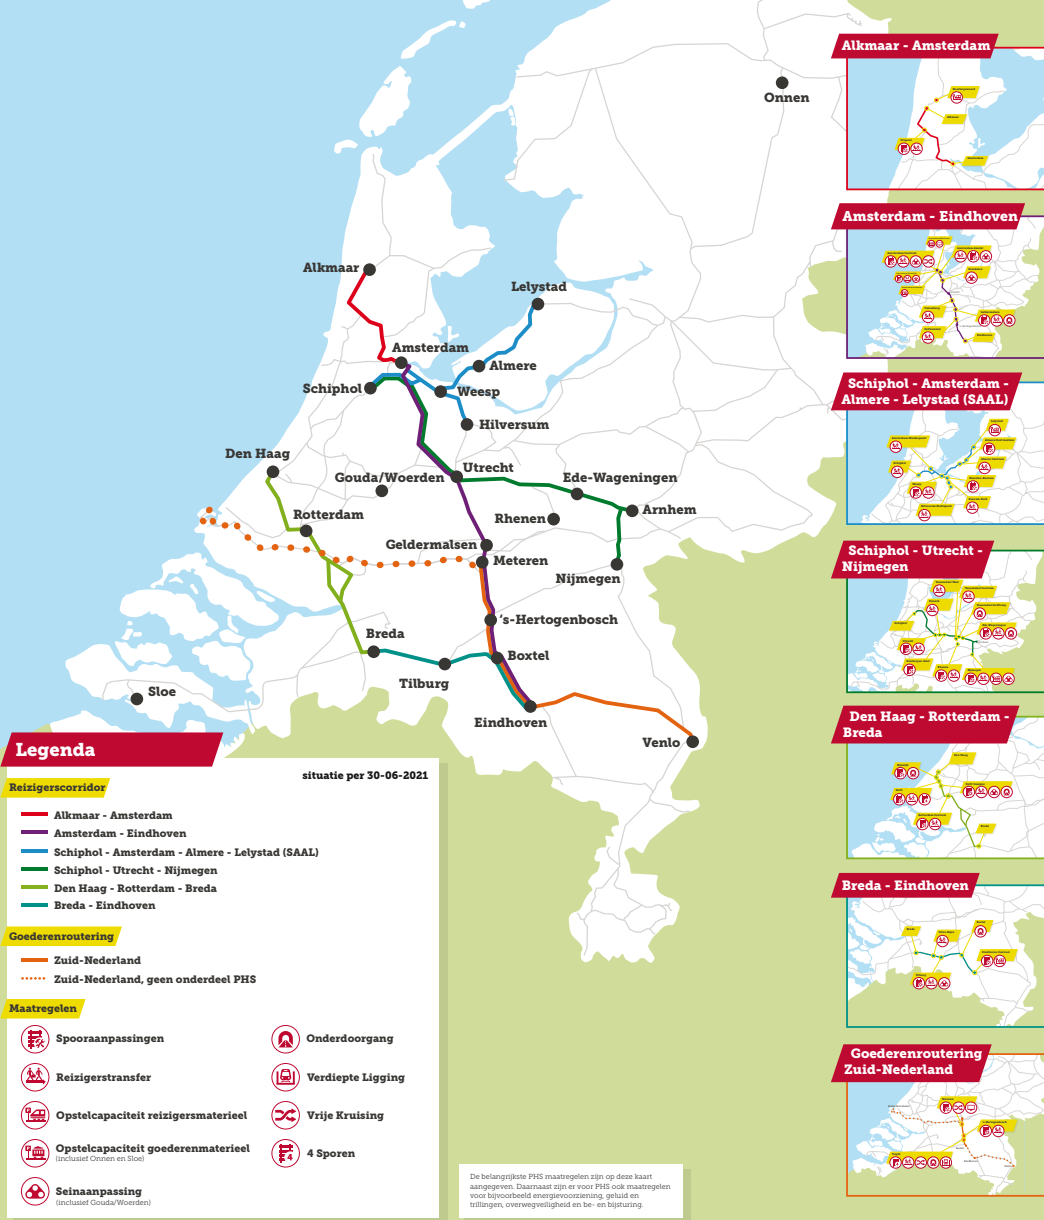 Onnen
Alkmaar
Lelystad
Amsterdam
Almere
Schiphol
Weesp
Hilversum
Den Haag
Utrecht
Gouda/Woerden
Ede-Wageningen
Rotterdam
Rhenen
Arnhem
Geldermalsen
Meteren
Nijmegen
's-Hertogenbosch
Breda
Boxtel
Tilburg
Sloe
Eindhoven
Venlo
Legenda
situatie per 30-06-2021
Reizigerscorridor
Alkmaar - Amsterdam
Amsterdam - Eindhoven
Schiphol - Amsterdam - Almere - Lelystad (SAAL)
Schiphol - Utrecht - Nijmegen
Den Haag - Rotterdam - Breda
Breda - Eindhoven
Goederenroutering
Zuid-Nederland
Zuid-Nederland, geen onderdeel PHS
Maatregelen
Spooraanpassingen
Reizigerstransfer
Opstelcapaciteit reizigersmaterieel
Opstelcapaciteit goederenmaterieel
(inclusief Onnen en Sloe)
Seinaanpassing
(inclusief Gouda/Woerden)
Onderdoorgang
Verdiepte Ligging
Vrije Kruising
4 Sporen
De belangrijkste PHS maatregelen zijn op deze kaart
aangegeven. Daarnaast zijn er voor PHS ook maatregelen
voor bijvoorbeeld energievoorziening, geluid en
trillingen, overwegveiligheid en be- en bijsturing.
Alkmaar - Amsterdam
Amsterdam - Eindhoven
Schiphol - Amsterdam -
Almere - Lelystad (SAAL)
Schiphol - Utrecht -
Nijmegen
Den Haag - Rotterdam -
Breda
Breda - Eindhoven
Goederenroutering
Zuid-Nederland